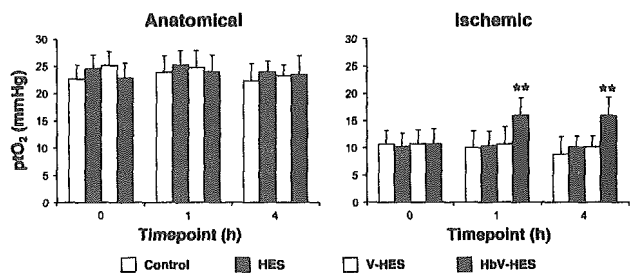 Anatomical
Ischemic
ptO2 (mmHg)
30
25
20
15
10
5
0
0 1 4
Timepoint (h)
30
25
20
15
10
5
0
** **
0 1 4
Timepoint (h)
Control HES V-HES HbV-HES